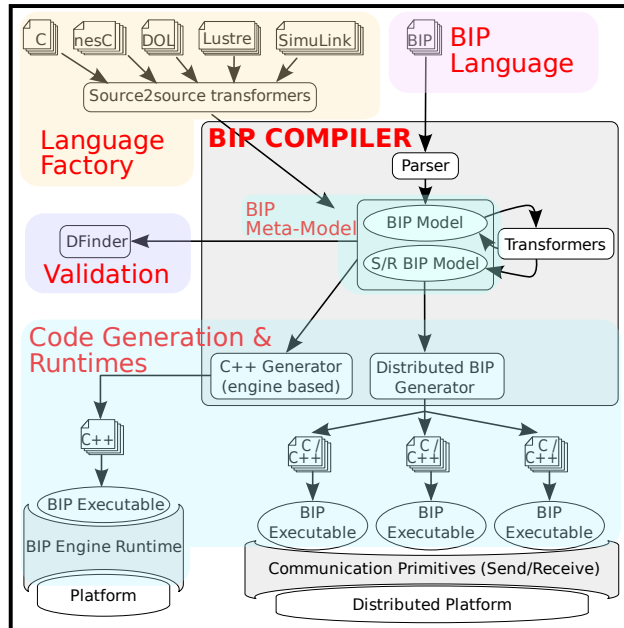 C
nesC
DOL
Lustre
SimuLink
BIP
BIP
Language
Source2source transformers
Language
Factory
BIP COMPILER
Parser
BIP
Meta-Model
BIP Model
Transformers
S/R BIP Model
DFinder
Validation
Code Generation &
Runtimes
C++ Generator
(engine based)
Distributed BIP
Generator
C++
C /
C++
C /
C++
C /
C++
BIP Executable
BIP
Executable
BIP
Executable
BIP
Executable
BIP Engine Runtime
Communication Primitives (Send/Receive)
Platform
Distributed Platform